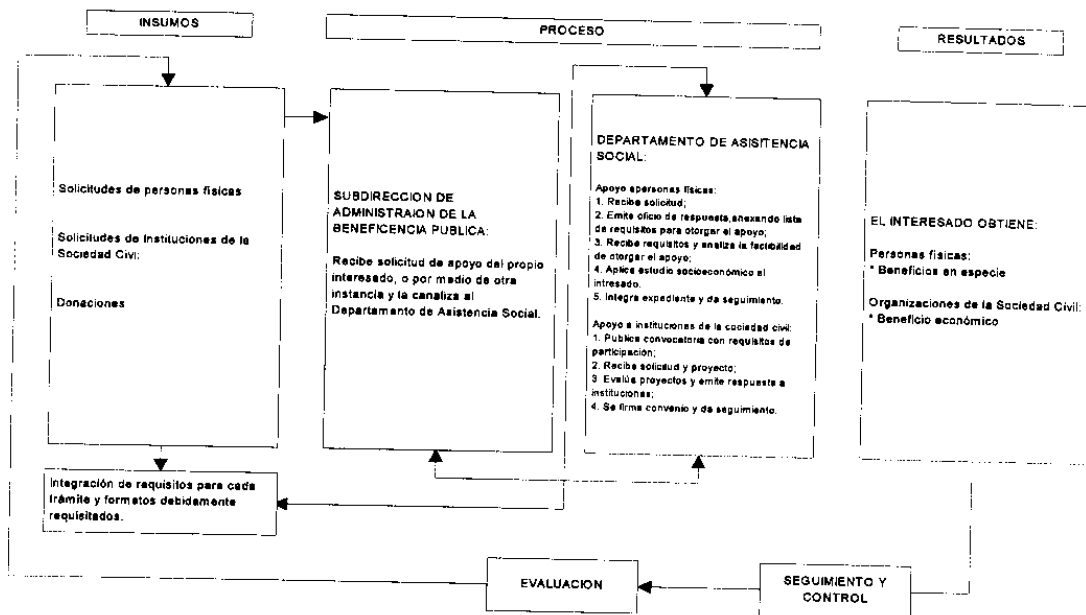 INSUMOS
PROCESO
RESULTADOS
Solicitudes de personas físicas
Solicitudes de Instituciones de la
Sociedad Civil;
Donaciones
Integración de requisitos para cada
trámite y formatos debidamente
requisitados.
SUBDIRECCION DE
ADMINISTRAION DE LA
BENEFICENCIA PUBLICA:
Recibe solicitud de apoyo del propio
interesado, o por medio de otra
instancia y la canaliza al
Departamento de Asistencia Social.
DEPARTAMENTO DE ASISITENCIA
SOCIAL:
Apoyo apersonas físicas:
1. Recibe solicitud;
2. Emite oficio de respuesta,anexando lista
de requisitos para otorgar el apoyo;
3. Recibe requisitos y analiza la factibilidad
de otorgar el apoyo;
4. Aplica estudio socioeconómico al
intresado.
5. Integra expediente y da seguimiento.
Apoyo a instituciones de la sociedad civil:
1. Publica convocatoria con requisitos de
participación;
2. Recibe solicitud y proyecto;
3 Evalúa proyectos y emite respuesta a
instituciones;
4. Se firma convenio y da seguimiento.
EL INTERESADO OBTIENE:
Personas físicas:
* Beneficios en especie
Organizaciones de la Sociedad Civil:
* Beneficio económico
EVALUACION
SEGUIMIENTO Y
CONTROL